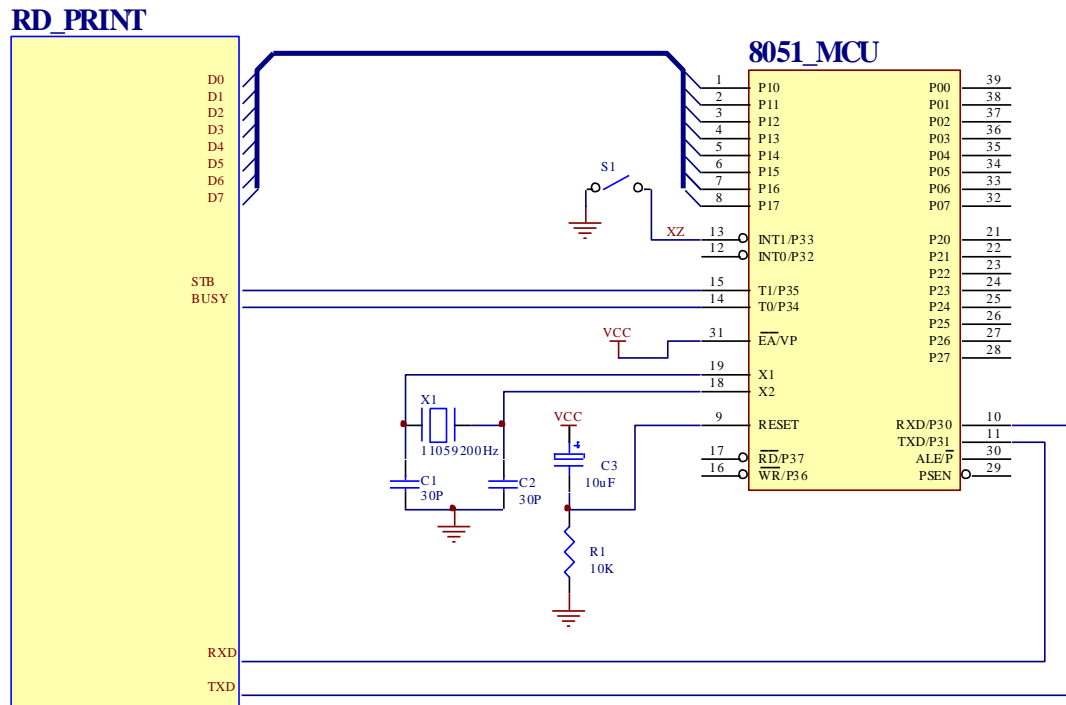 RD_PRINT
D0
D1
D2
D3
D4
D5
D6
D7
STB
BUSY
RXD
TXD
8051_MCU
1 P10
2 P11
3 P12
4 P13
5 P14
6 P15
7 P16
8 P17
S1
XZ 13 INT1/P33
12 INT0/P32
15 T1/P35
14 T0/P34
VCC 31 EA/VP
19 X1
18 X2
9 RESET
17 RD/P37
16 WR/P36
P00 39
P01 38
P02 37
P03 36
P04 35
P05 34
P06 33
P07 32
P20 21
P21 22
P22 23
P23 24
P24 25
P25 26
P26 27
P27 28
RXD/P30 10
TXD/P31 11
ALE/P 30
PSEN 29
X1
11059200Hz
C1
30P
C2
30P
VCC
+
C3
10uF
R1
10K